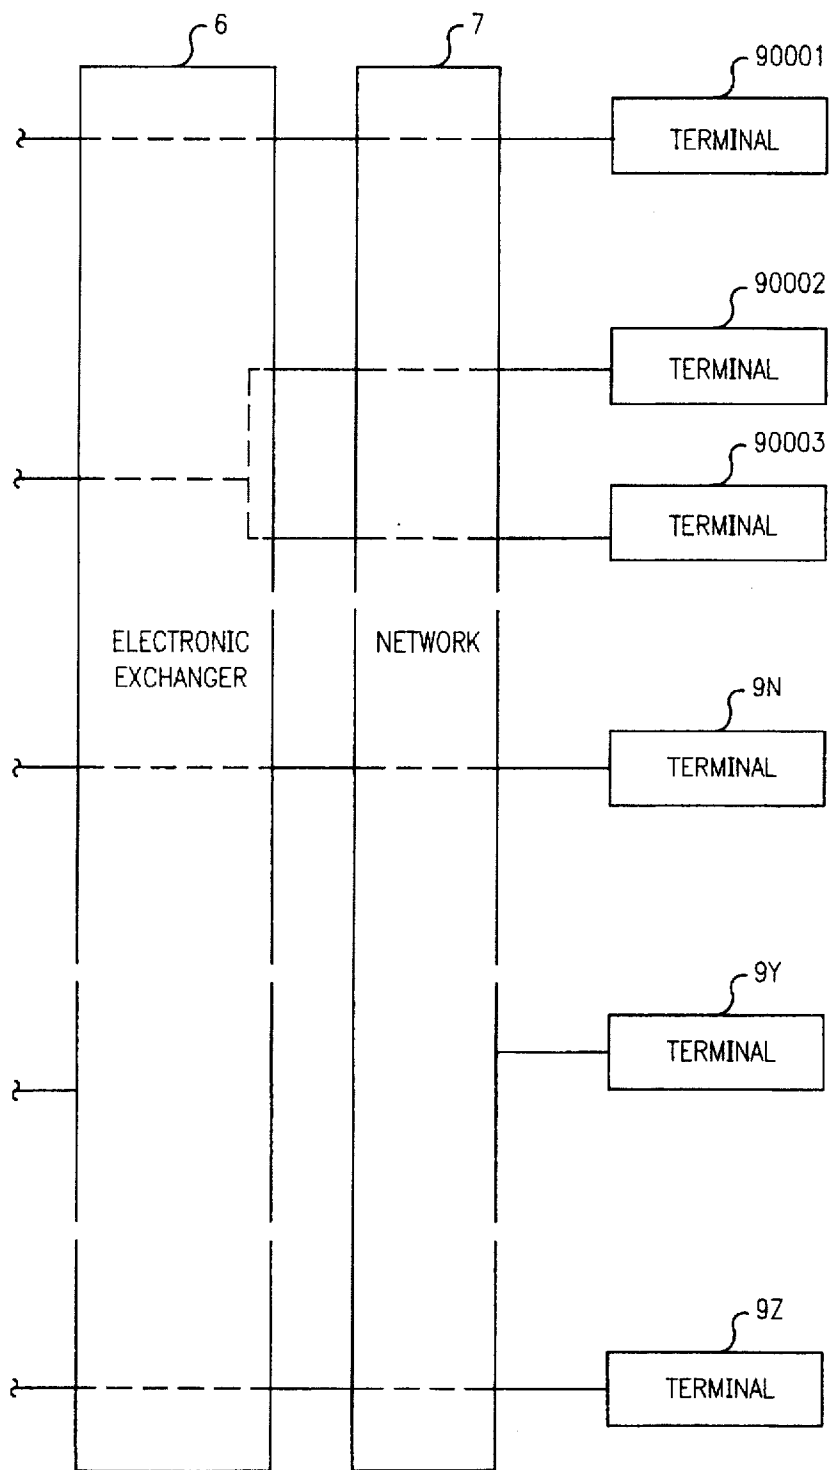 6
7
90001
TERMINAL
90002
TERMINAL
90003
TERMINAL
ELECTRONIC
EXCHANGER
NETWORK
9N
TERMINAL
9Y
TERMINAL
9Z
TERMINAL